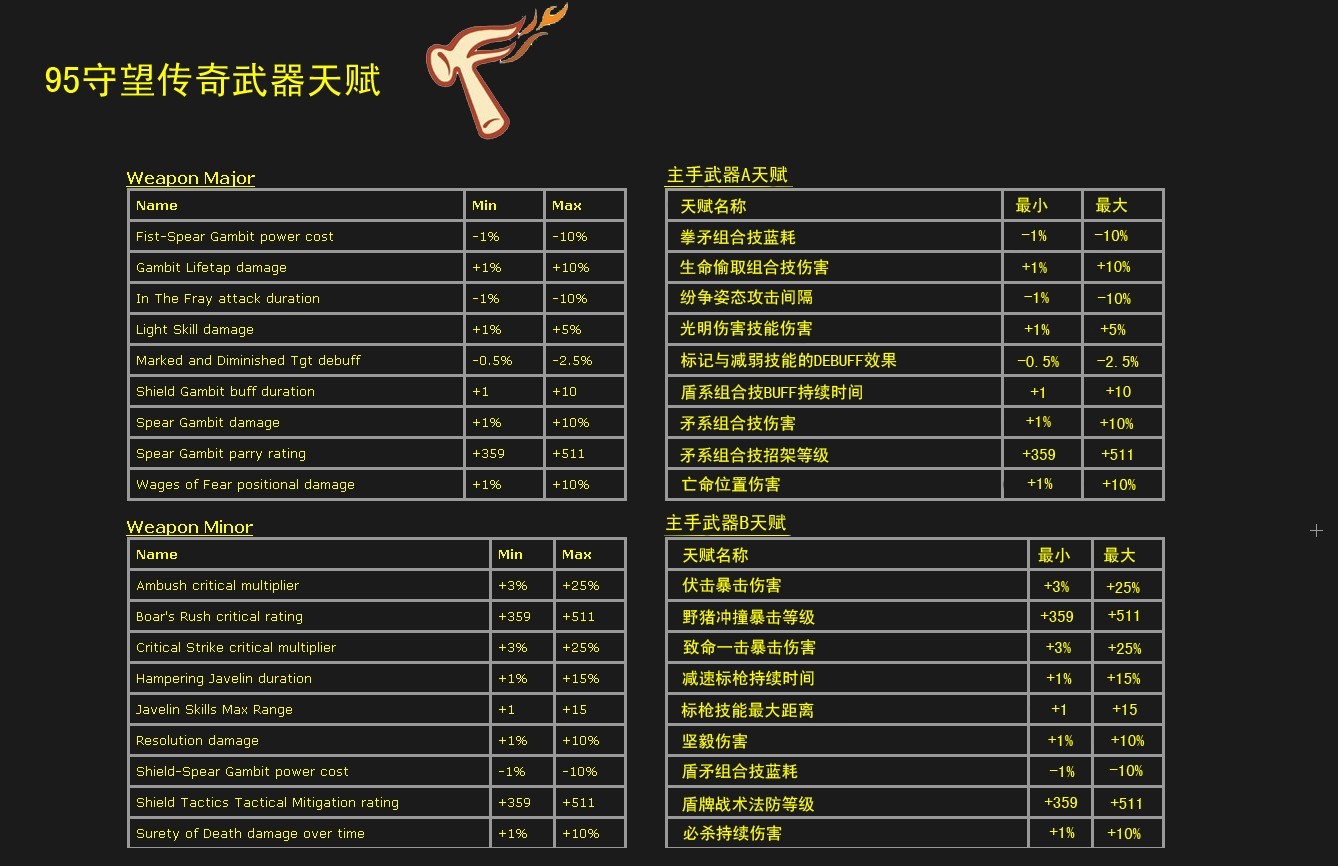 95守望传奇武器天赋
Weapon Major
Name Min Max
Fist-Spear Gambit power cost -1% -10%
Gambit Lifetap damage +1% +10%
In The Fray attack duration -1% -10%
Light Skill damage +1% +5%
Marked and Diminished Tgt debuff -0.5% -2.5%
Shield Gambit buff duration +1 +10
Spear Gambit damage +1% +10%
Spear Gambit parry rating +359 +511
Wages of Fear positional damage +1% +10%
主手武器A天赋
天赋名称 最小 最大
拳矛组合技蓝耗 -1% -10%
生命偷取组合技伤害 +1% +10%
纷争姿态攻击间隔 -1% -10%
光明伤害技能伤害 +1% +5%
标记与减弱技能的DEBUFF效果 -0.5% -2.5%
盾系组合技BUFF持续时间 +1 +10
矛系组合技伤害 +1% +10%
矛系组合技招架等级 +359 +511
亡命位置伤害 +1% +10%
Weapon Minor
Name Min Max
Ambush critical multiplier +3% +25%
Boar's Rush critical rating +359 +511
Critical Strike critical multiplier +3% +25%
Hampering Javelin duration +1% +15%
Javelin Skills Max Range +1 +15
Resolution damage +1% +10%
Shield-Spear Gambit power cost -1% -10%
Shield Tactics Tactical Mitigation rating +359 +511
Surety of Death damage over time +1% +10%
主手武器B天赋
天赋名称 最小 最大
伏击暴击伤害 +3% +25%
野猪冲撞暴击等级 +359 +511
致命一击暴击伤害 +3% +25%
减速标枪持续时间 +1% +15%
标枪技能最大距离 +1 +15
坚毅伤害 +1% +10%
盾矛组合技蓝耗 -1% -10%
盾牌战术法防等级 +359 +511
必杀持续伤害 +1% +10%